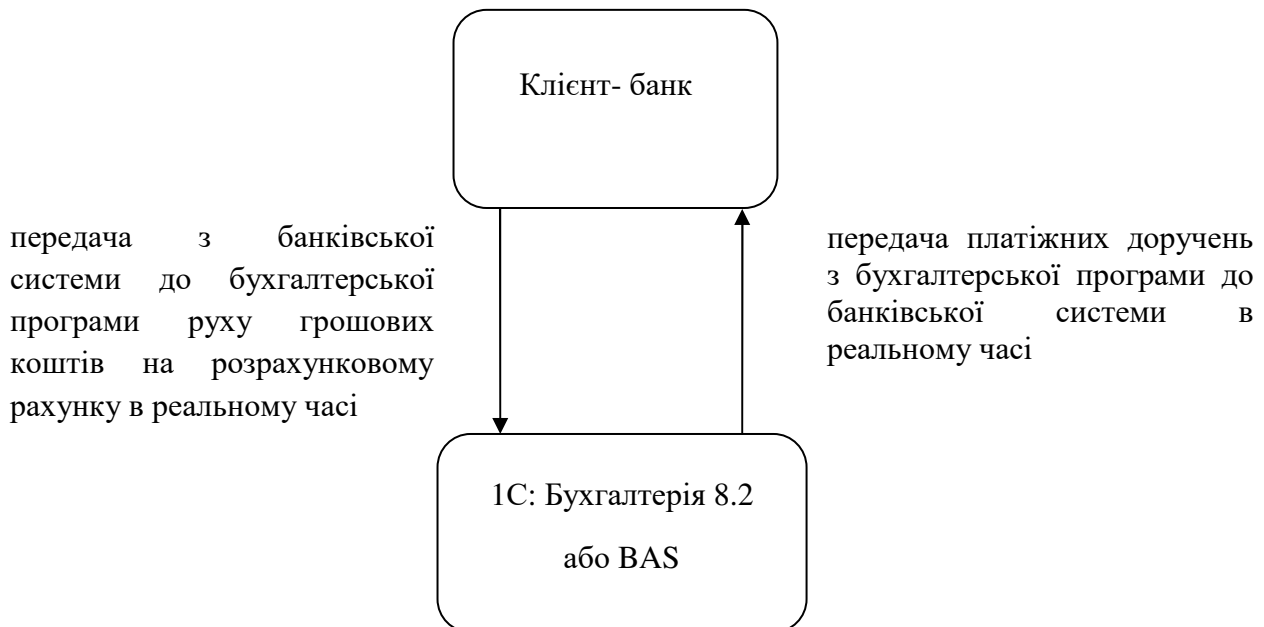 Клієнт- банк
передача з банківської
системи до бухгалтерської
програми руху грошових
коштів на розрахунковому
рахунку в реальному часі
передача платіжних доручень
з бухгалтерської програми до
банківської системи в
реальному часі
1С: Бухгалтерія 8.2
або BAS